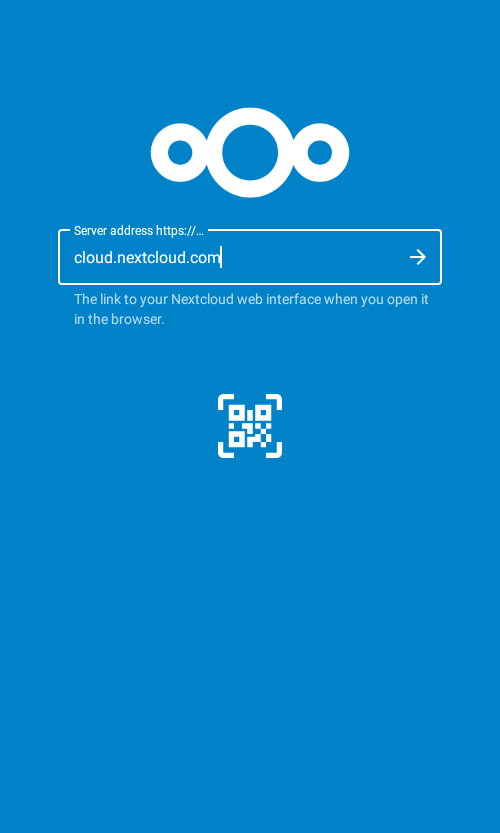 Server address https://…
cloud.nextcloud.com
The link to your Nextcloud web interface when you open it
in the browser.